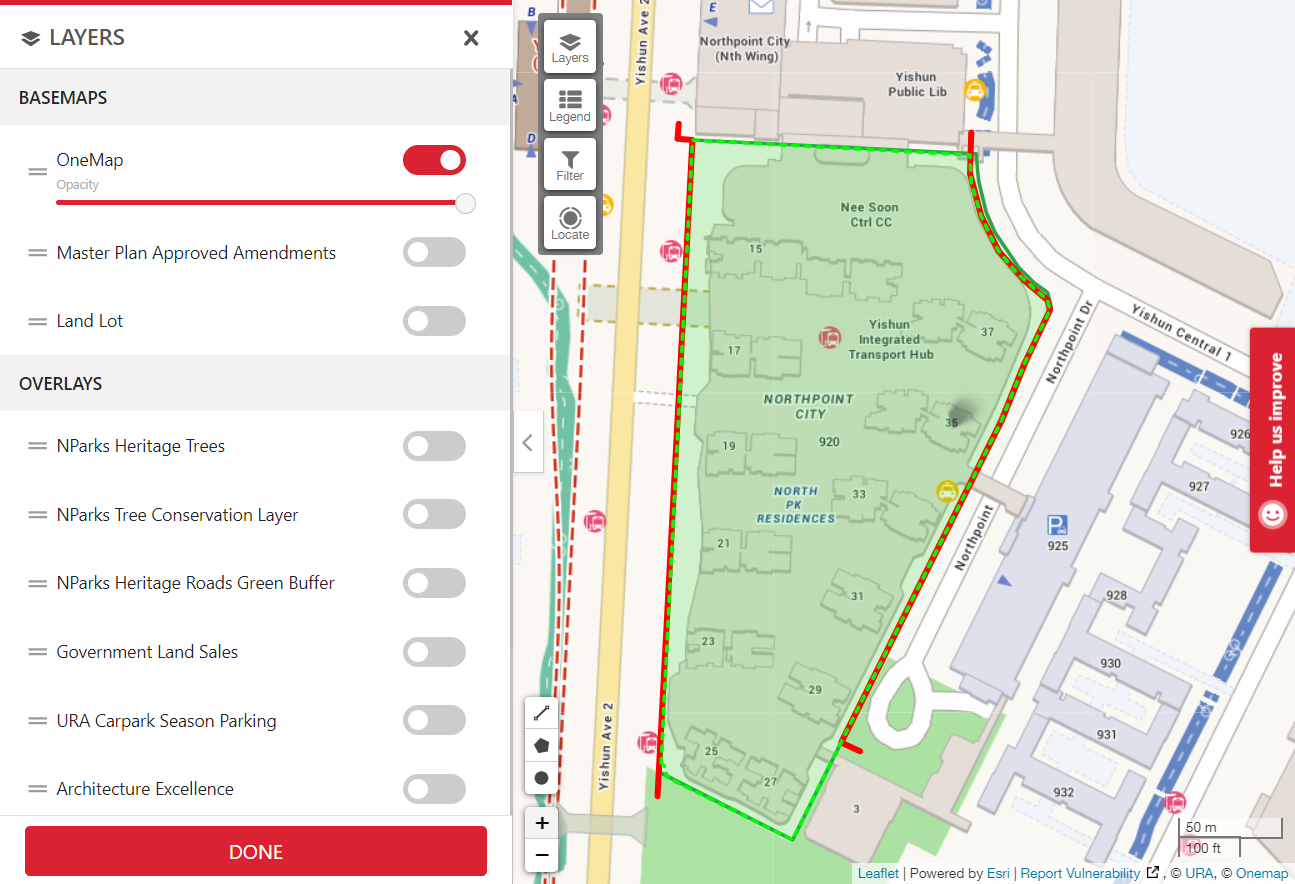 LAYERS
BASEMAPS
OneMap
Opacity
Master Plan Approved Amendments
Land Lot
OVERLAYS
NParks Heritage Trees
NParks Tree Conservation Layer
NParks Heritage Roads Green Buffer
Government Land Sales
URA Carpark Season Parking
Architecture Excellence
DONE
Layers
Legend
Filter
Locate
+
−
B
D
A
E
Yishun Ave 2
Northpoint City
(Nth Wing)
Yishun
Public Lib
Nee Soon
Ctrl CC
15
Yishun
Integrated
Transport Hub
37
17
NORTHPOINT
CITY
920
35
19
NORTH
PK
RESIDENCES
33
21
31
23
29
25
27
3
Yishun Ave 2
Northpoint Dr
Northpoint
Yishun Central 1
925
926
927
928
930
931
932
Help us improve
50 m
100 ft
Leaflet | Powered by Esri | Report Vulnerability , © URA, © Onemap